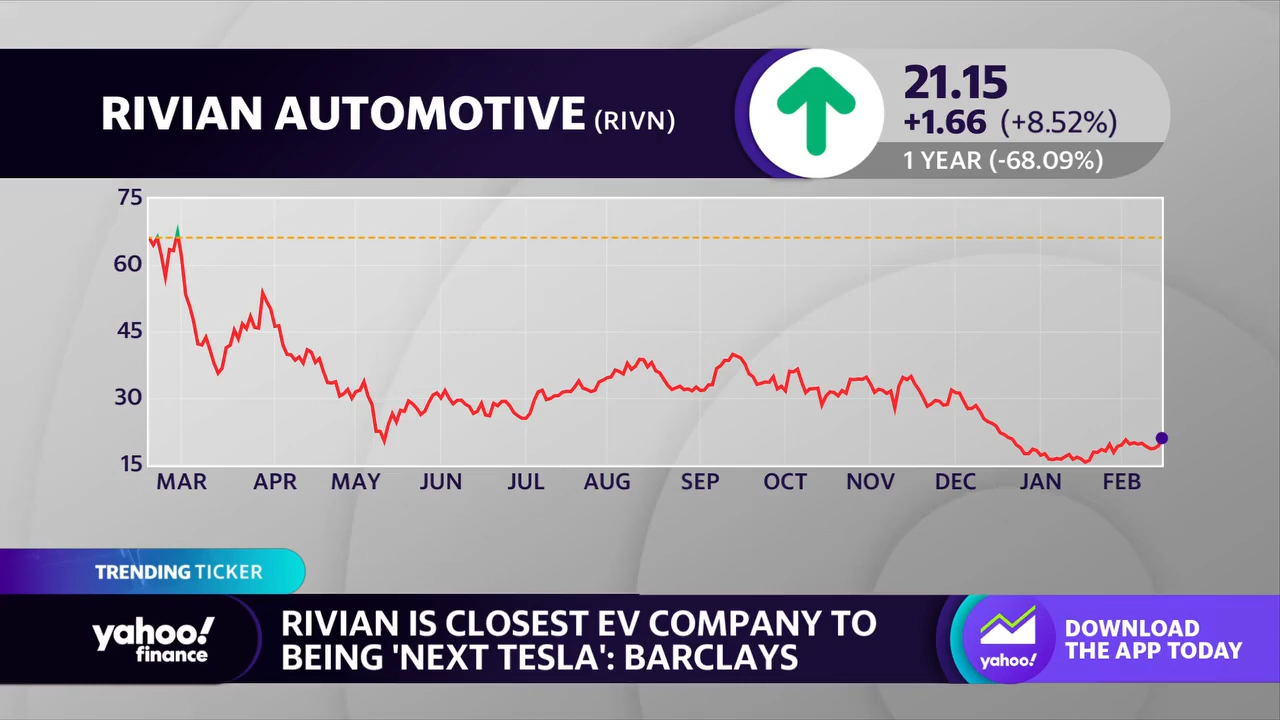 RIVIAN AUTOMOTIVE (RIVN)
21.15
+1.66 (+8.52%)
1 YEAR (-68.09%)
75
60
45
30
15
MAR APR MAY JUN JUL AUG SEP OCT NOV DEC JAN FEB
TRENDING TICKER
yahoo!
finance
RIVIAN IS CLOSEST EV COMPANY TO
BEING 'NEXT TESLA': BARCLAYS
yahoo!
DOWNLOAD
THE APP TODAY